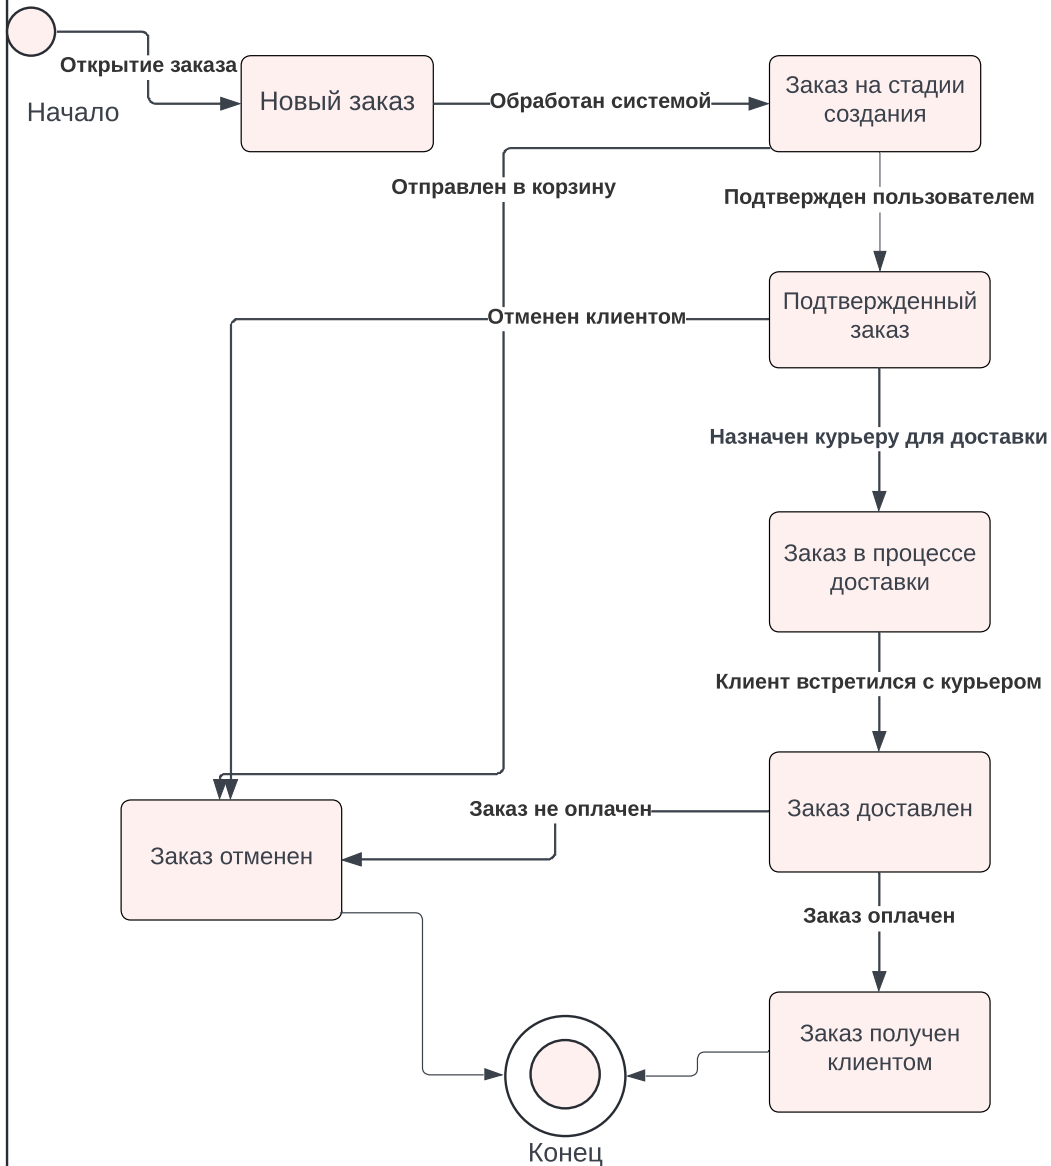 Открытие заказа
Начало
Новый заказ
Обработан системой
Заказ на стадии
создания
Отправлен в корзину
Подтвержден пользователем
Отменен клиентом
Подтвержденный
заказ
Назначен курьеру для доставки
Заказ в процессе
доставки
Клиент встретился с курьером
Заказ не оплачен
Заказ доставлен
Заказ отменен
Заказ оплачен
Заказ получен
клиентом
Конец